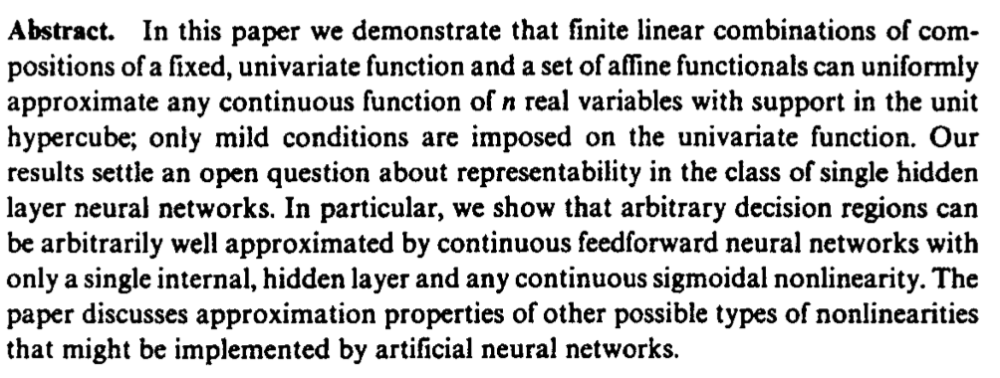 Abstract. In this paper we demonstrate that finite linear combinations of com-
positions of a fixed, univariate function and a set of affine functionals can uniformly
approximate any continuous function of n real variables with support in the unit
hypercube; only mild conditions are imposed on the univariate function. Our
results settle an open question about representability in the class of single hidden
layer neural networks. In particular, we show that arbitrary decision regions can
be arbitrarily well approximated by continuous feedforward neural networks with
only a single internal, hidden layer and any continuous sigmoidal nonlinearity. The
paper discusses approximation properties of other possible types of nonlinearities
that might be implemented by artificial neural networks.